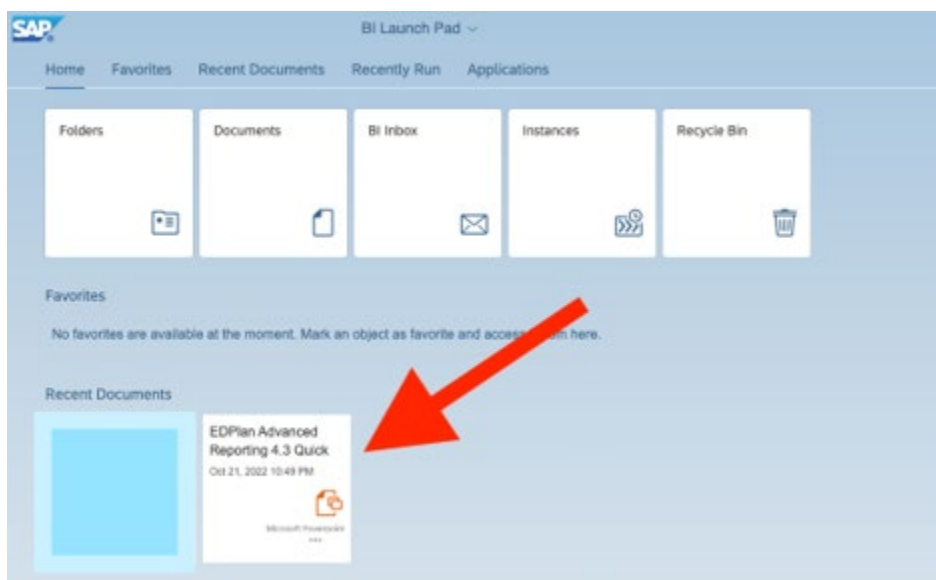 SAP
BI Launch Pad
Home Favorites Recent Documents Recently Run Applications
Folders Documents BI Inbox Instances Recycle Bin
Favorites
No favorites are available at the moment. Mark an object as favorite and here.
Recent Documents
EDPlan Advanced
Reporting 4.3 Quick
Oct 21, 2022 10:49 PM
Microsoft Powerpoint
...